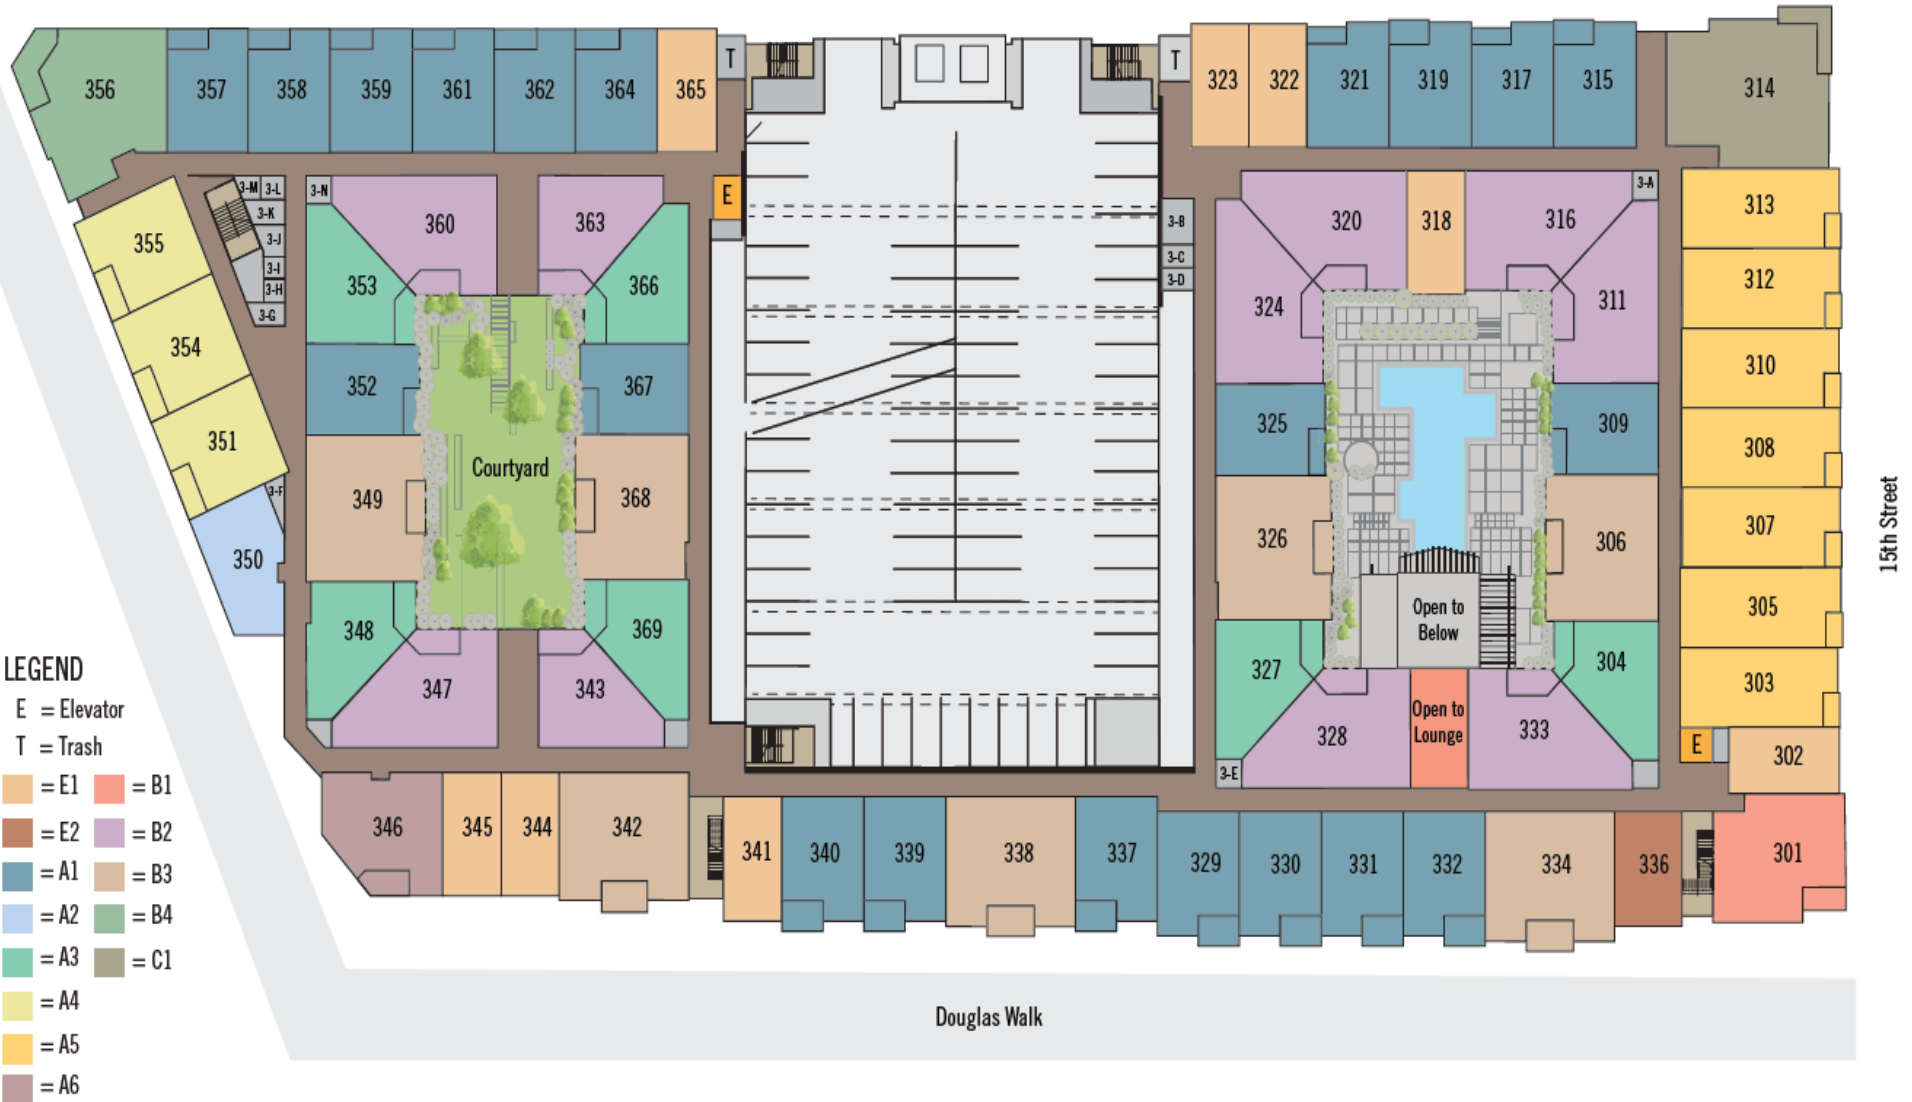 356
357
358
359
361
362
364
365
T
T
323
322
321
319
317
315
314
3-M
3-L
3-K
3-J
3-I
3-H
3-G
3-N
360
363
E
353
366
355
354
351
352
367
Courtyard
349
368
3-F
350
348
369
347
343
3-B
3-C
3-D
320
318
316
3-A
324
311
325
309
326
306
Open to
Below
327
304
328
Open to
Lounge
333
3-E
313
312
310
308
307
305
303
E
302
15th Street
346
345
344
342
341
340
339
338
337
329
330
331
332
334
336
301
LEGEND
E = Elevator
T = Trash
= E1
= B1
= E2
= B2
= A1
= B3
= A2
= B4
= A3
= C1
= A4
= A5
= A6
Douglas Walk